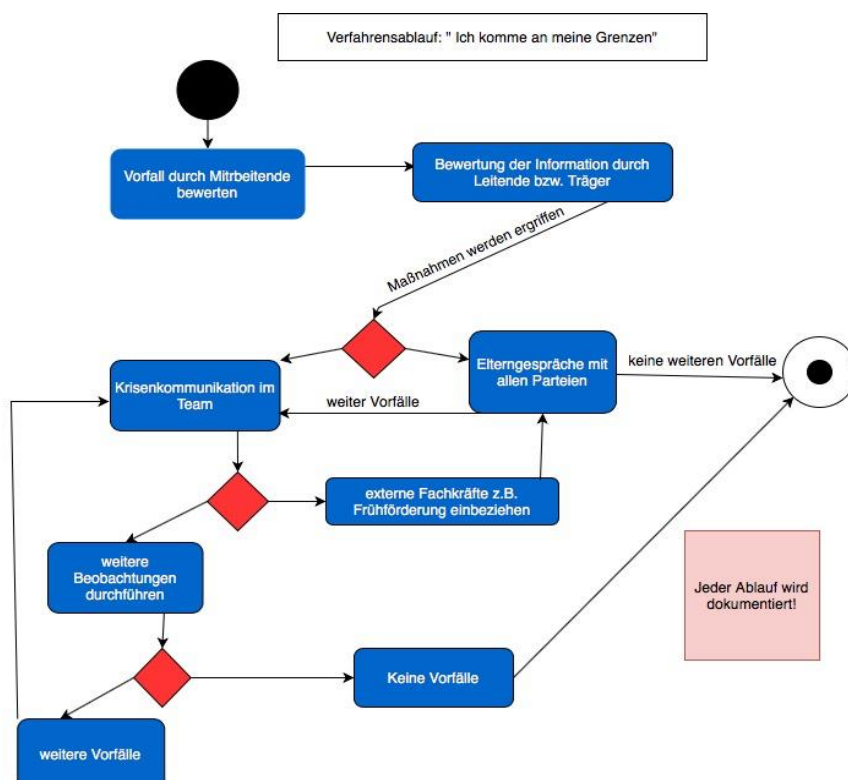 Verfahrensablauf: " Ich komme an meine Grenzen"
Vorfall durch Mitrbeitende
bewerten
Bewertung der Information durch
Leitende bzw. Träger
Maßnahmen werden ergriffen
Krisenkommunikation im
Team
Elterngespräche mit
allen Parteien
keine weiteren Vorfälle
weiter Vorfälle
externe Fachkräfte z.B.
Frühförderung einbeziehen
weitere
Beobachtungen
durchführen
Jeder Ablauf wird
dokumentiert!
Keine Vorfälle
weitere Vorfälle